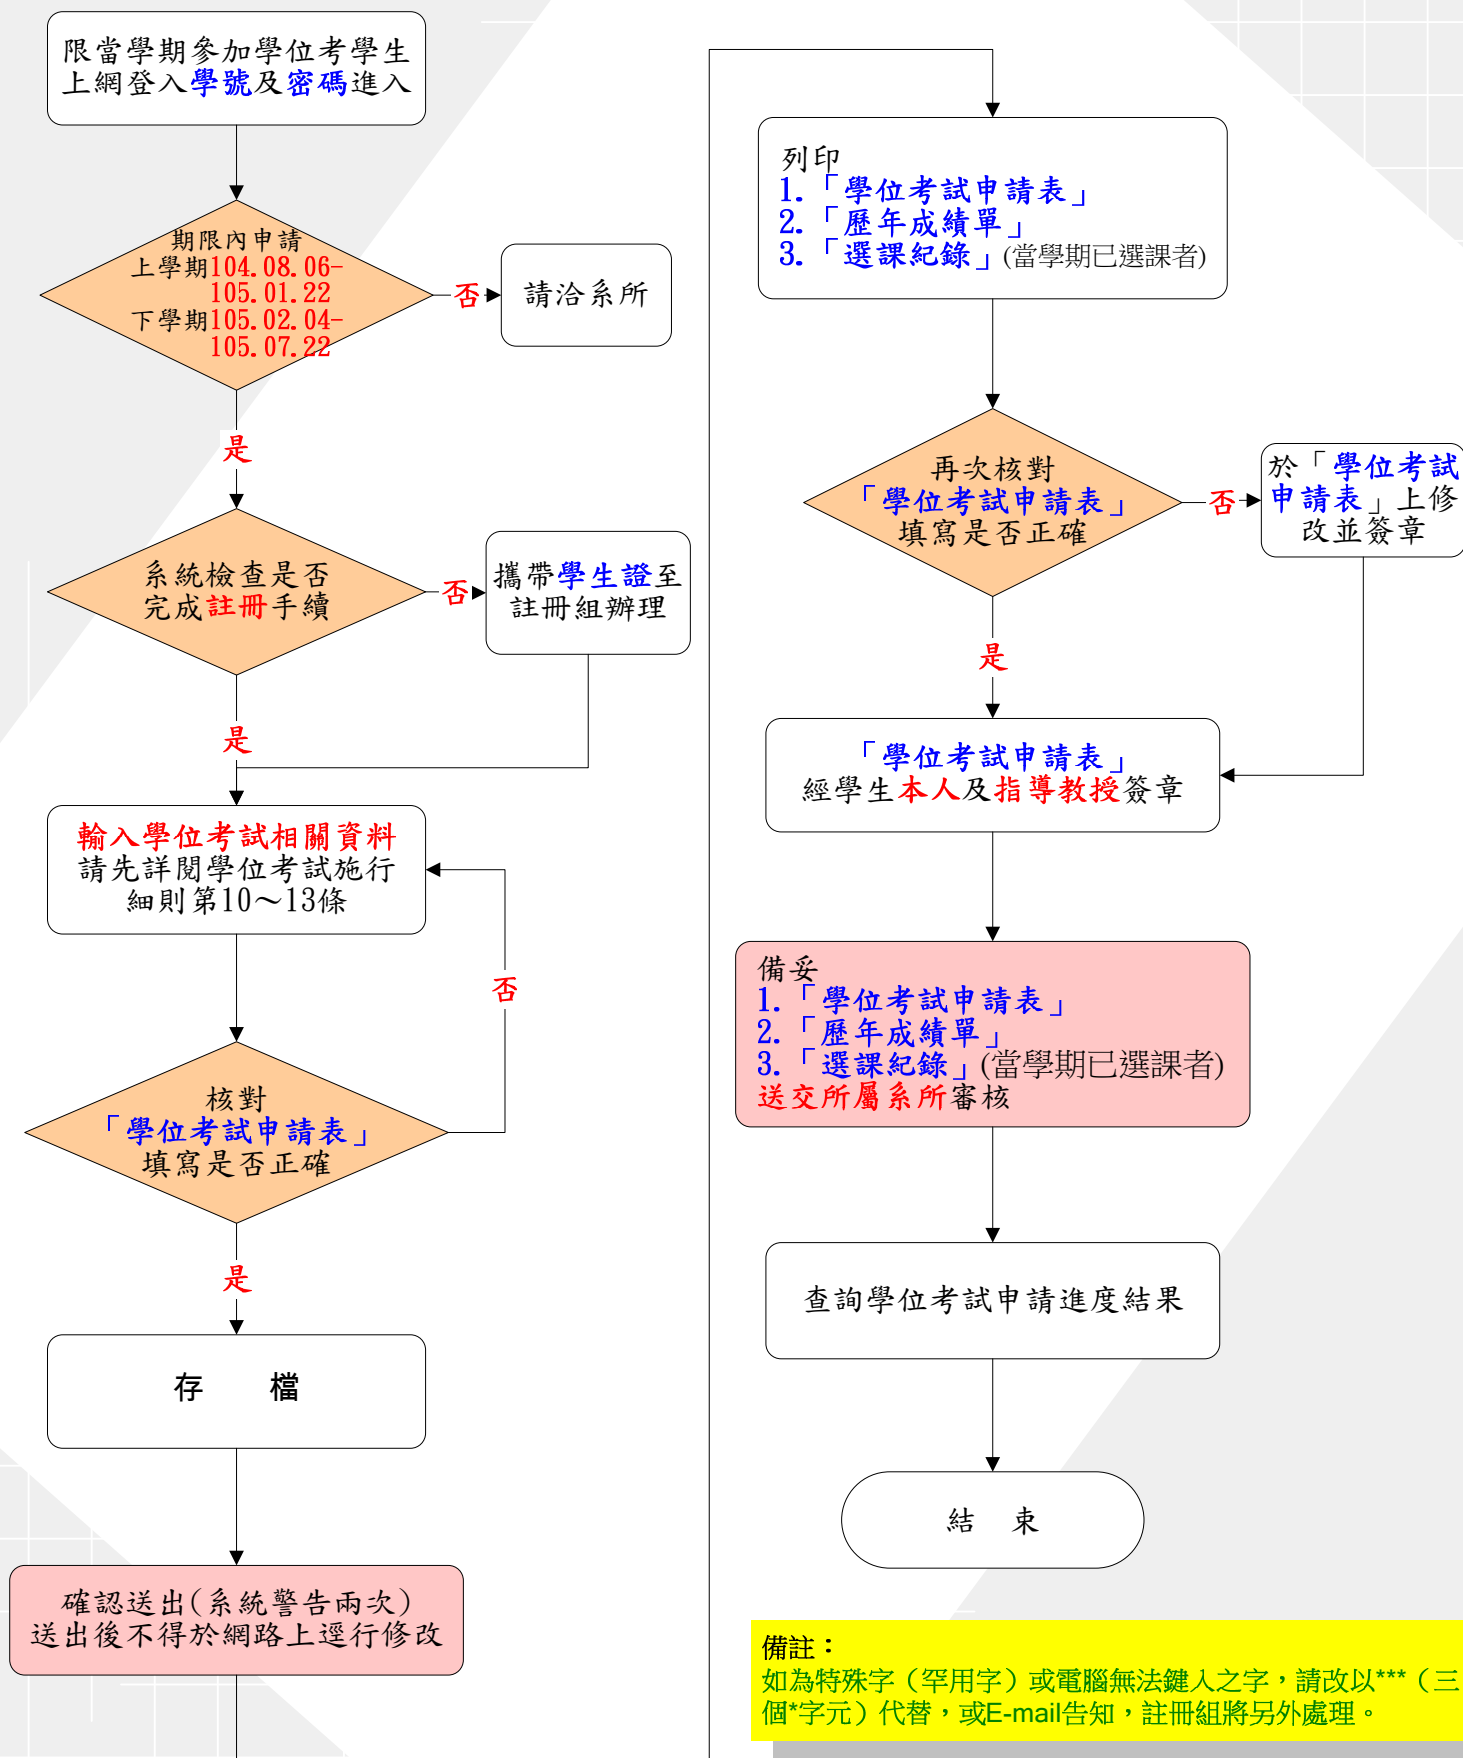 限當學期參加學位考學生
上網登入學號及密碼進入
期限內申請
上學期104.08.06-
105.01.22
下學期105.02.04-
105.07.22
否
請洽系所
是
系統檢查是否
完成註冊手續
否
攜帶學生證至
註冊組辦理
是
輸入學位考試相關資料
請先詳閱學位考試施行
細則第10～13條
否
核對
「學位考試申請表」
填寫是否正確
是
存　　檔
確認送出(系統警告兩次)
送出後不得於網路上逕行修改
列印
1.「學位考試申請表」
2.「歷年成績單」
3.「選課紀錄」(當學期已選課者)
再次核對
「學位考試申請表」
填寫是否正確
否
於「學位考試
申請表」上修
改並簽章
是
「學位考試申請表」
經學生本人及指導教授簽章
備妥
1.「學位考試申請表」
2.「歷年成績單」
3.「選課紀錄」(當學期已選課者)
送交所屬系所審核
查詢學位考試申請進度結果
結　束
備註：
如為特殊字（罕用字）或電腦無法鍵入之字，請改以***（三
個*字元）代替，或E-mail告知，註冊組將另外處理。